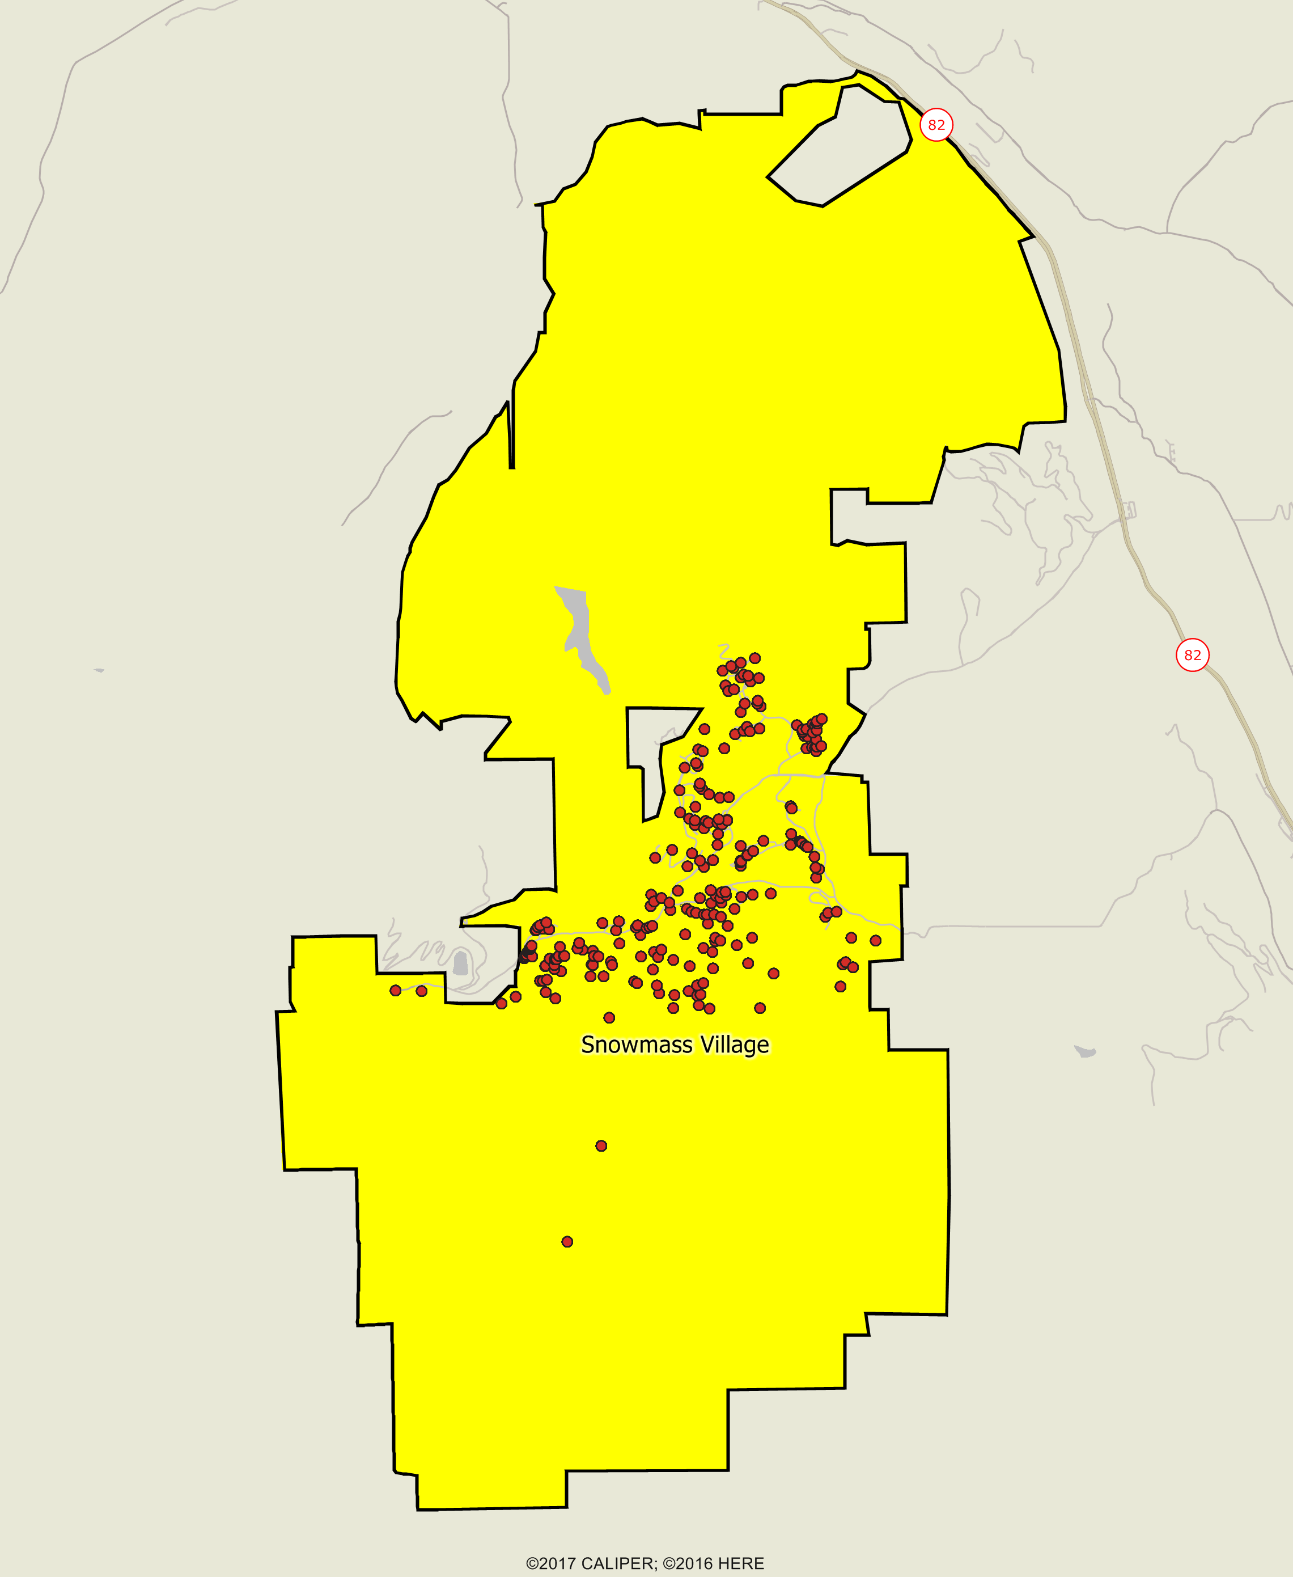 82
82
Snowmass Village
©2017 CALIPER; ©2016 HERE